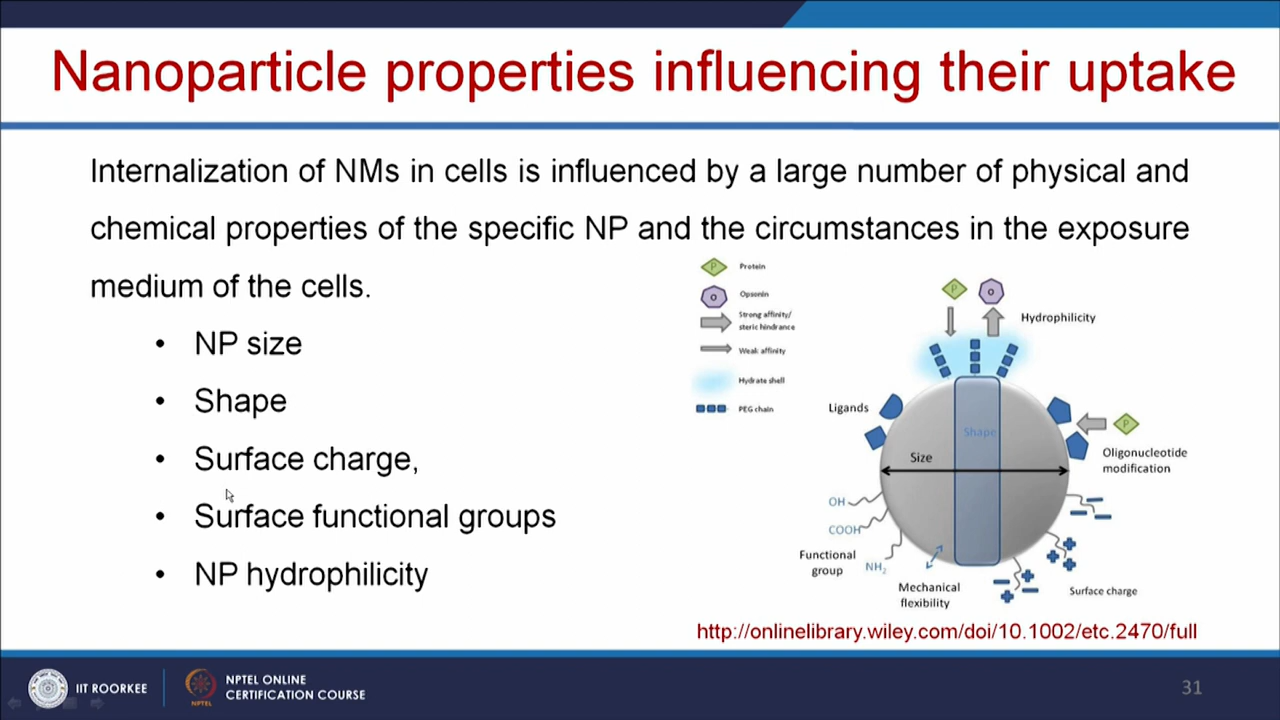 Nanoparticle properties influencing their uptake
Internalization of NMs in cells is influenced by a large number of physical and
chemical properties of the specific NP and the circumstances in the exposure
medium of the cells.
• NP size
• Shape
• Surface charge,
• Surface functional groups
• NP hydrophilicity
P Protein
O Opsonin
Strong affinity/
steric hindrance
Weak affinity
Hydrate shell
PEG chain
P O
Hydrophilicity
Ligands
Shape
P
Size
Oligonucleotide
modification
OH
COOH
Functional
group
NH2
Mechanical
flexibility
Surface charge
http://onlinelibrary.wiley.com/doi/10.1002/etc.2470/full
IIT ROORKEE
NPTEL
NPTEL ONLINE
CERTIFICATION COURSE
31